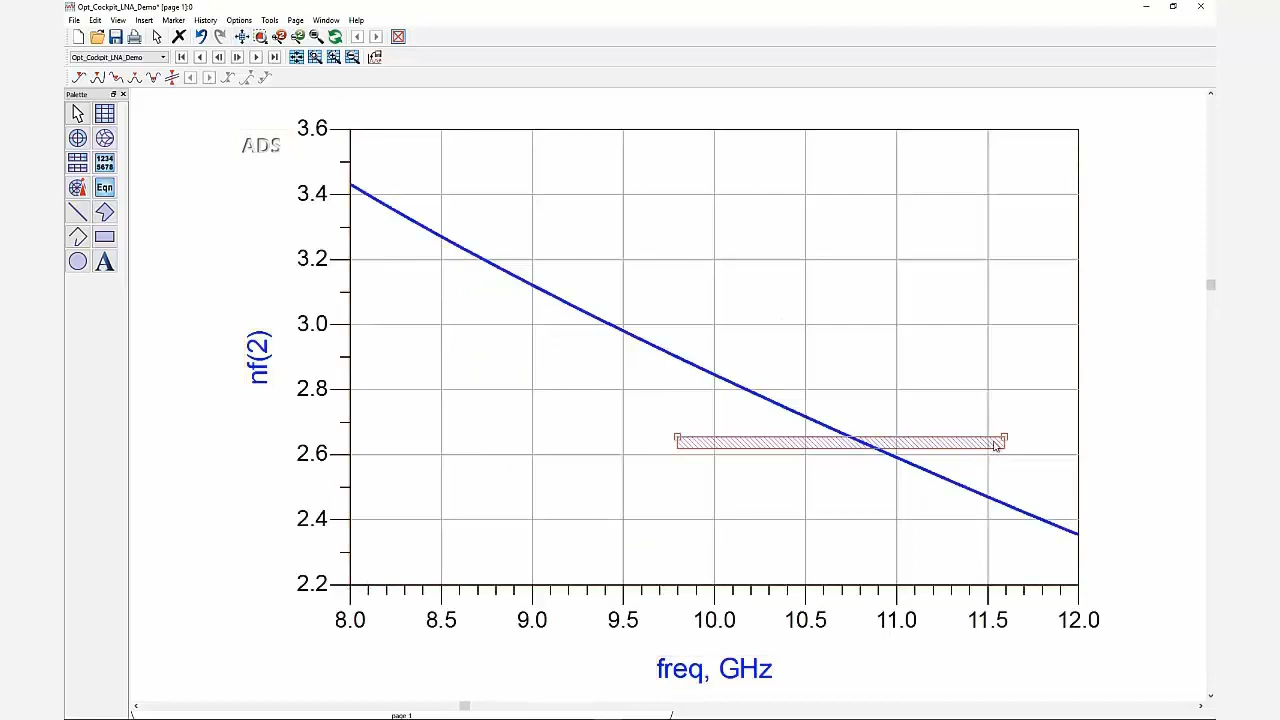 Opt_Cockpit_LNA_Demo* [page 1]:0
File Edit View Insert Marker History Options Tools Page Window Help
Opt_Cockpit_LNA_Demo
Palette
1234
5678
Eqn
A
ADS
3.6
3.4
3.2
3.0
2.8
2.6
2.4
2.2
nf(2)
8.0 8.5 9.0 9.5 10.0 10.5 11.0 11.5 12.0
freq, GHz
page 1